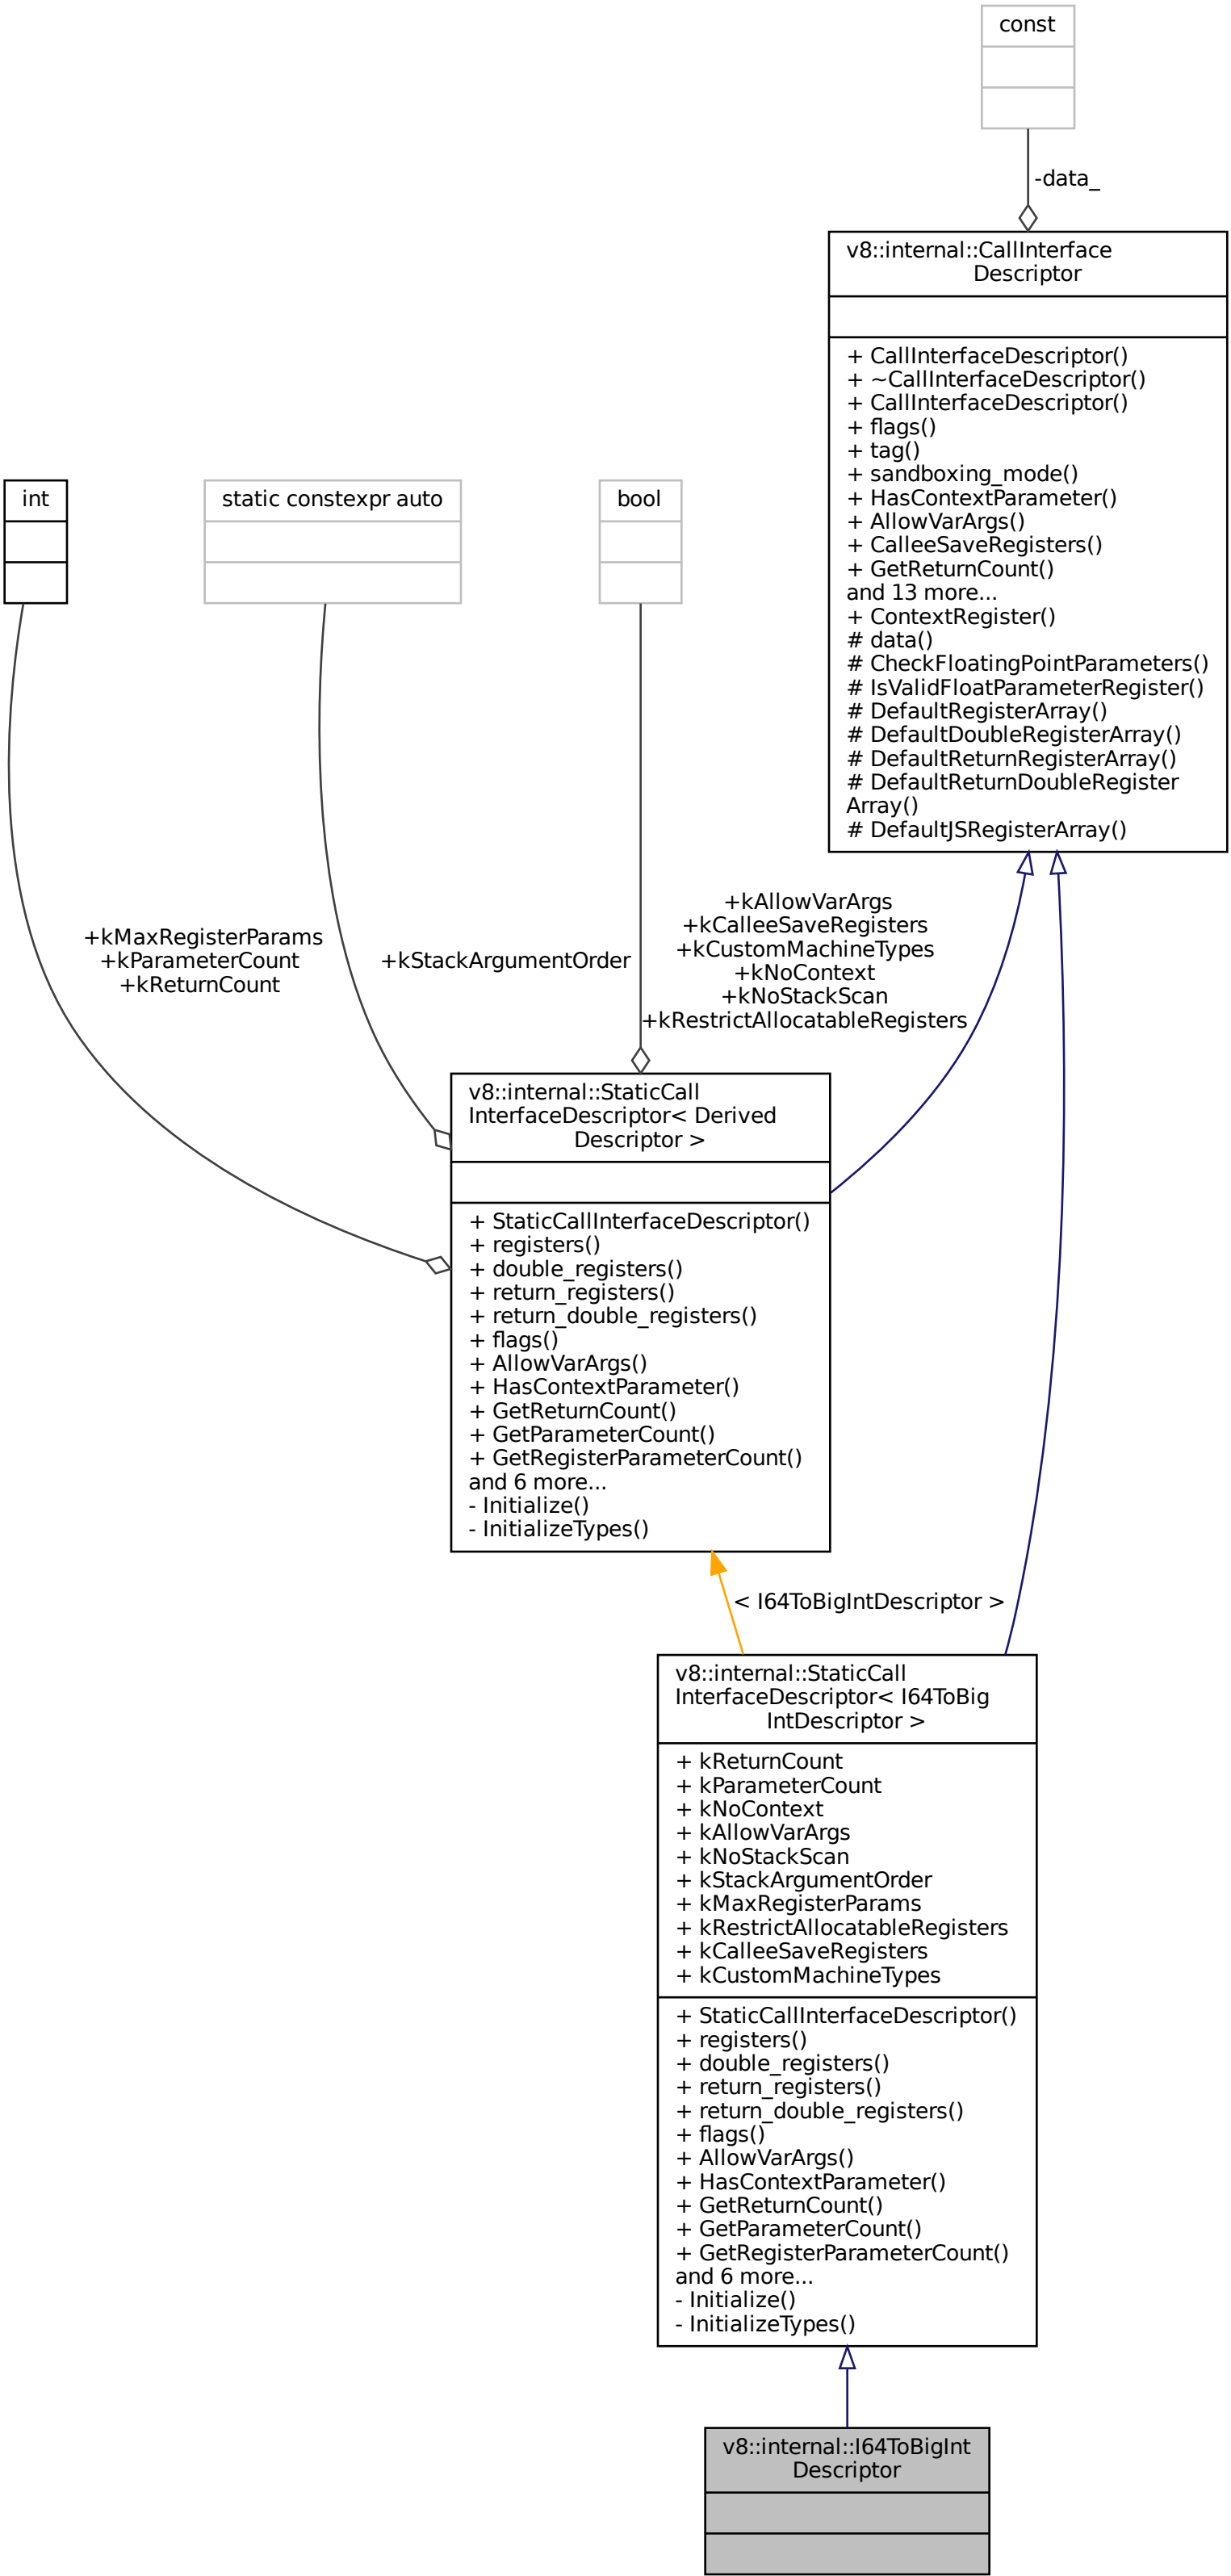 const
-data_
v8::internal::CallInterface
Descriptor
+ CallInterfaceDescriptor()
+ ~CallInterfaceDescriptor()
+ CallInterfaceDescriptor()
+ flags()
+ tag()
+ sandboxing_mode()
+ HasContextParameter()
+ AllowVarArgs()
+ CalleeSaveRegisters()
+ GetReturnCount()
and 13 more...
+ ContextRegister()
# data()
# CheckFloatingPointParameters()
# IsValidFloatParameterRegister()
# DefaultRegisterArray()
# DefaultDoubleRegisterArray()
# DefaultReturnRegisterArray()
# DefaultReturnDoubleRegister
Array()
# DefaultJSRegisterArray()
int
static constexpr auto
bool
+kMaxRegisterParams
+kParameterCount
+kReturnCount
+kStackArgumentOrder
+kAllowVarArgs
+kCalleeSaveRegisters
+kCustomMachineTypes
+kNoContext
+kNoStackScan
+kRestrictAllocatableRegisters
v8::internal::StaticCall
InterfaceDescriptor< Derived
Descriptor >
+ StaticCallInterfaceDescriptor()
+ registers()
+ double_registers()
+ return_registers()
+ return_double_registers()
+ flags()
+ AllowVarArgs()
+ HasContextParameter()
+ GetReturnCount()
+ GetParameterCount()
+ GetRegisterParameterCount()
and 6 more...
- Initialize()
- InitializeTypes()
< I64ToBigIntDescriptor >
v8::internal::StaticCall
InterfaceDescriptor< I64ToBig
IntDescriptor >
+ kReturnCount
+ kParameterCount
+ kNoContext
+ kAllowVarArgs
+ kNoStackScan
+ kStackArgumentOrder
+ kMaxRegisterParams
+ kRestrictAllocatableRegisters
+ kCalleeSaveRegisters
+ kCustomMachineTypes
+ StaticCallInterfaceDescriptor()
+ registers()
+ double_registers()
+ return_registers()
+ return_double_registers()
+ flags()
+ AllowVarArgs()
+ HasContextParameter()
+ GetReturnCount()
+ GetParameterCount()
+ GetRegisterParameterCount()
and 6 more...
- Initialize()
- InitializeTypes()
v8::internal::I64ToBigInt
Descriptor